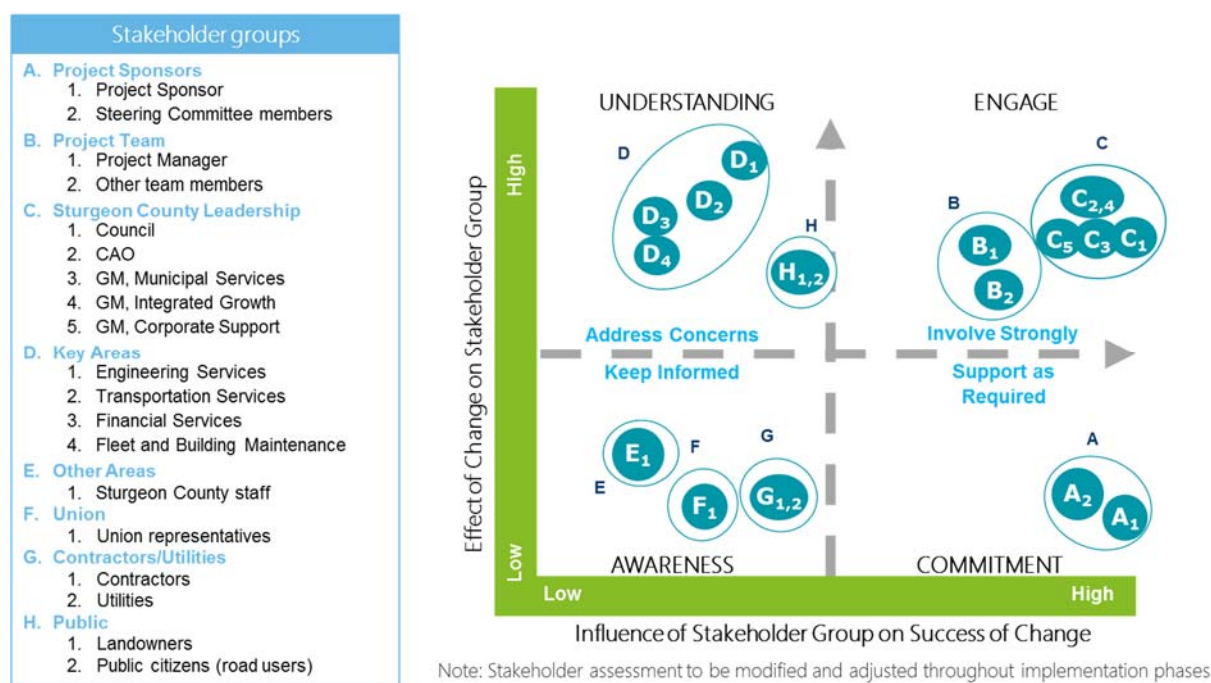 Stakeholder groups
A. Project Sponsors
1. Project Sponsor
2. Steering Committee members
B. Project Team
1. Project Manager
2. Other team members
C. Sturgeon County Leadership
1. Council
2. CAO
3. GM, Municipal Services
4. GM, Integrated Growth
5. GM, Corporate Support
D. Key Areas
1. Engineering Services
2. Transportation Services
3. Financial Services
4. Fleet and Building Maintenance
E. Other Areas
1. Sturgeon County staff
F. Union
1. Union representatives
G. Contractors/Utilities
1. Contractors
2. Utilities
H. Public
1. Landowners
2. Public citizens (road users)
Effect of Change on Stakeholder Group
High
Low
UNDERSTANDING
D
D1
D2
D3
D4
H
H1,2
Address Concerns
ENGAGE
C
C2,4
C5 C3 C1
B
B1
B2
Involve Strongly
Keep Informed
E1
E
F
F1
G
G1,2
AWARENESS
Support as
Required
A
A2
A1
COMMITMENT
Low
High
Influence of Stakeholder Group on Success of Change
Note: Stakeholder assessment to be modified and adjusted throughout implementation phases